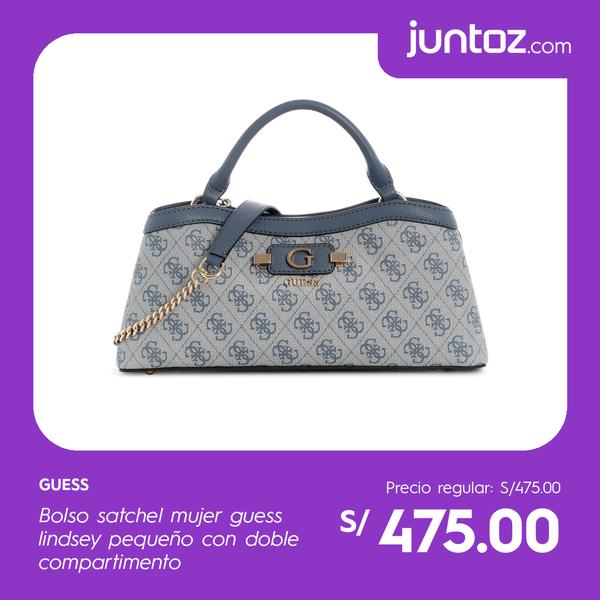 juntoz.com
G
GUESS
GUESS
Bolso satchel mujer guess
lindsey pequeño con doble
compartimento
Precio regular: S/475.00
S/ 475.00